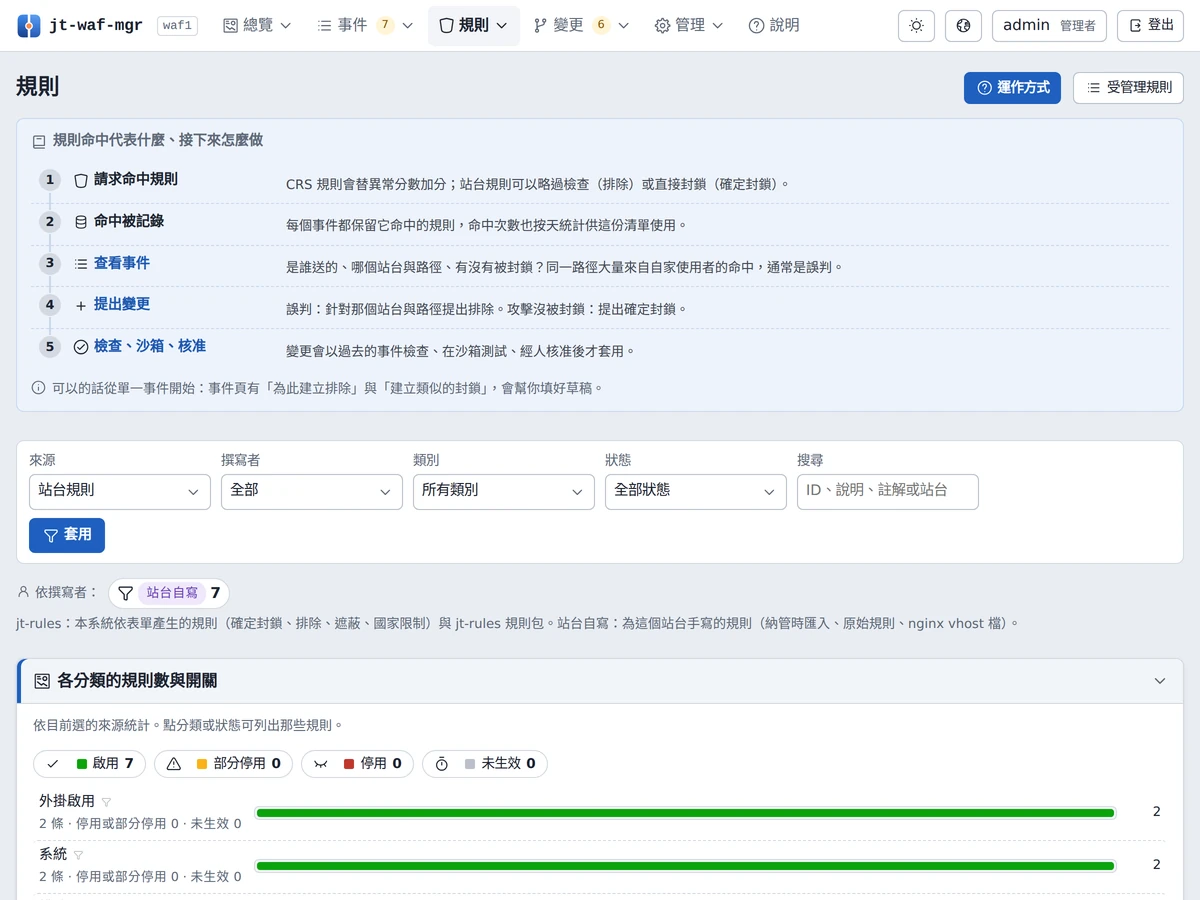 jt-waf-mgr waf1 總覽 事件 7 規則 變更 6 管理 說明 admin 管理者 登出
規則 運作方式 受管理規則
規則命中代表什麼、接下來怎麼做
1 請求命中規則 CRS 規則會替異常分數加分；站台規則可以略過檢查（排除）或直接封鎖（確定封鎖）。
2 命中被記錄 每個事件都保留它命中的規則，命中次數也按天統計供這份清單使用。
3 查看事件 是誰送的、哪個站台與路徑、有沒有被封鎖？同一路徑大量來自自家使用者的命中，通常是誤判。
4 提出變更 誤判：針對那個站台與路徑提出排除。攻擊沒被封鎖：提出確定封鎖。
5 檢查、沙箱、核准 變更會以過去的事件檢查、在沙箱測試、經人核准後才套用。
可以的話從單一事件開始：事件頁有「為此建立排除」與「建立類似的封鎖」，會幫你填好草稿。
來源 撰寫者 類別 狀態 搜尋
站台規則 全部 所有類別 全部狀態 ID、說明、註解或站台
套用
依撰寫者： 站台自寫 7
jt-rules：本系統依表單產生的規則（確定封鎖、排除、遮蔽、國家限制）與 jt-rules 規則包。站台自寫：為這個站台手寫的規則（納管時匯入、原始規則、nginx vhost 檔）。
各分類的規則數與開關
依目前選的來源統計。點分類或狀態可列出那些規則。
啟用 7 部分停用 0 停用 0 未生效 0
外掛啟用
2 條 · 停用或部分停用 0 · 未生效 0 2
系統
2 條 · 停用或部分停用 0 · 未生效 0 2